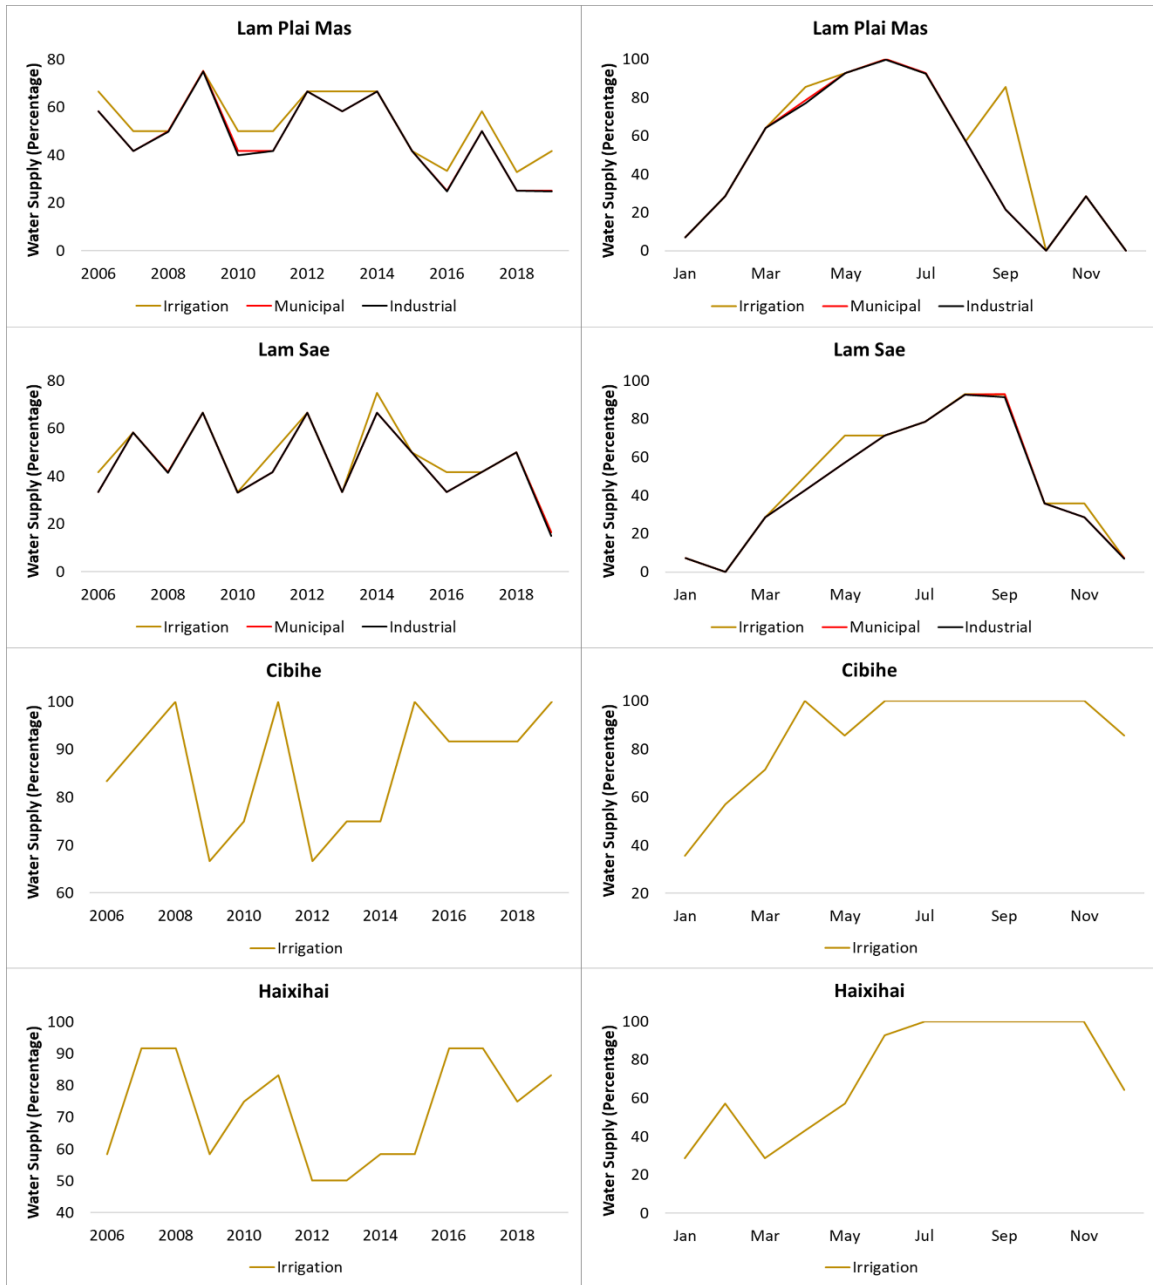 Lam Plai Mas
Water Supply (Percentage)
80
60
40
20
0
2006 2008 2010 2012 2014 2016 2018
Irrigation Municipal Industrial
Lam Plai Mas
Water Supply (Percentage)
100
80
60
40
20
0
Jan Mar May Jul Sep Nov
Irrigation Municipal Industrial
Lam Sae
Water Supply (Percentage)
80
60
40
20
0
2006 2008 2010 2012 2014 2016 2018
Irrigation Municipal Industrial
Lam Sae
Water Supply (Percentage)
100
80
60
40
20
0
Jan Mar May Jul Sep Nov
Irrigation Municipal Industrial
Cibihe
Water Supply (Percentage)
100
90
80
70
60
2006 2008 2010 2012 2014 2016 2018
Irrigation
Cibihe
Water Supply (Percentage)
100
80
60
40
20
Jan Mar May Jul Sep Nov
Irrigation
Haixihai
Water Supply (Percentage)
100
90
80
70
60
50
40
2006 2008 2010 2012 2014 2016 2018
Irrigation
Haixihai
Water Supply (Percentage)
100
80
60
40
20
0
Jan Mar May Jul Sep Nov
Irrigation